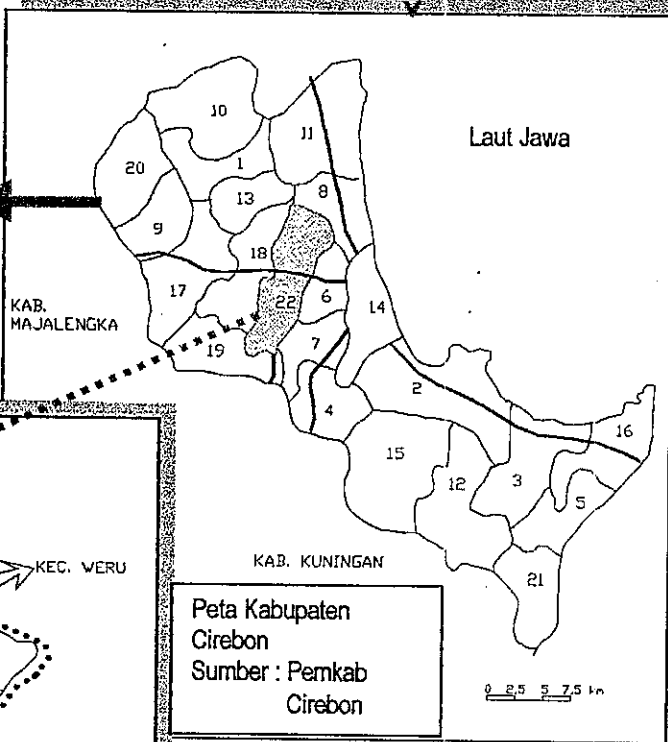 Laut Jawa
10
11
20
1
13
8
9
18
17
22
6
14
KAB.
MAJALENGKA
19
7
2
4
16
15
12
3
5
KEC. WERU
KAB. KUNINGAN
21
Peta Kabupaten
Cirebon
Sumber : Pemkab
Cirebon
0 2,5 5 7,5 km